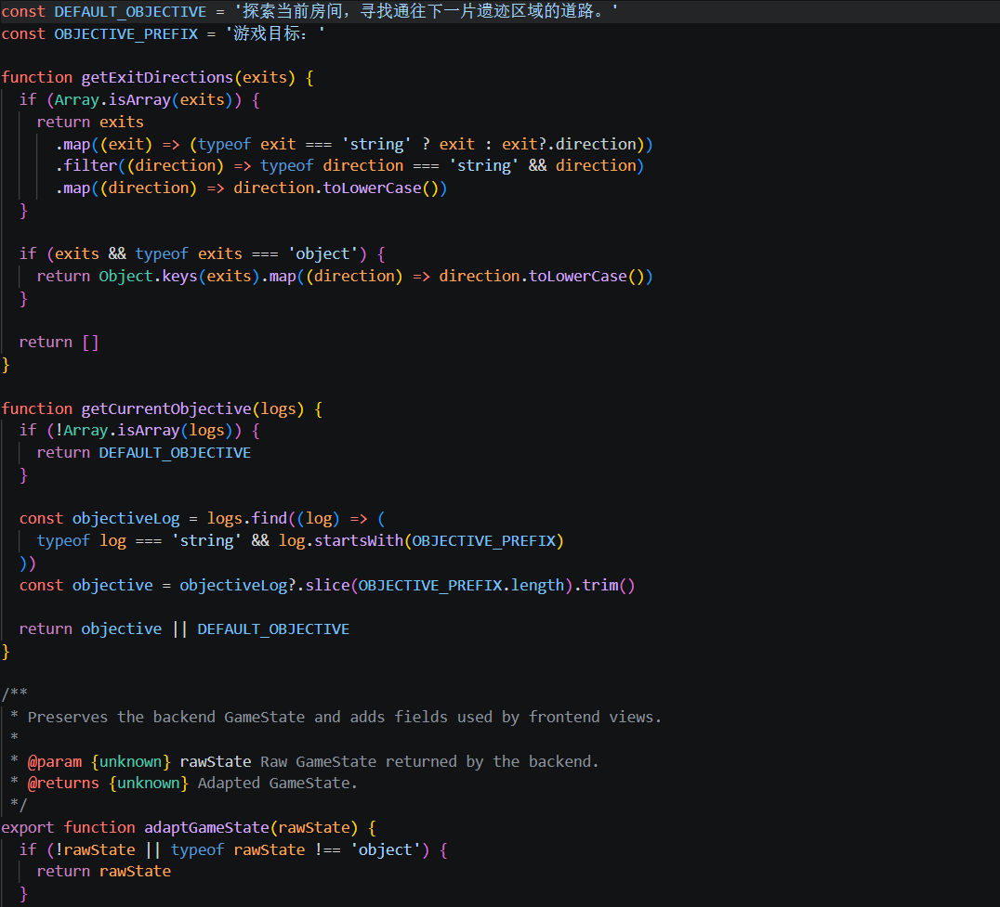 const DEFAULT_OBJECTIVE = '探索当前房间，寻找通往下一片遗迹区域的道路。'
const OBJECTIVE_PREFIX = '游戏目标：'

function getExitDirections(exits) {
  if (Array.isArray(exits)) {
    return exits
      .map((exit) => (typeof exit === 'string' ? exit : exit?.direction))
      .filter((direction) => typeof direction === 'string' && direction)
      .map((direction) => direction.toLowerCase())
  }

  if (exits && typeof exits === 'object') {
    return Object.keys(exits).map((direction) => direction.toLowerCase())
  }

  return []
}

function getCurrentObjective(logs) {
  if (!Array.isArray(logs)) {
    return DEFAULT_OBJECTIVE
  }

  const objectiveLog = logs.find((log) => (
    typeof log === 'string' && log.startsWith(OBJECTIVE_PREFIX)
  ))
  const objective = objectiveLog?.slice(OBJECTIVE_PREFIX.length).trim()

  return objective || DEFAULT_OBJECTIVE
}

/**
 * Preserves the backend GameState and adds fields used by frontend views.
 *
 * @param {unknown} rawState Raw GameState returned by the backend.
 * @returns {unknown} Adapted GameState.
 */
export function adaptGameState(rawState) {
  if (!rawState || typeof rawState !== 'object') {
    return rawState
  }